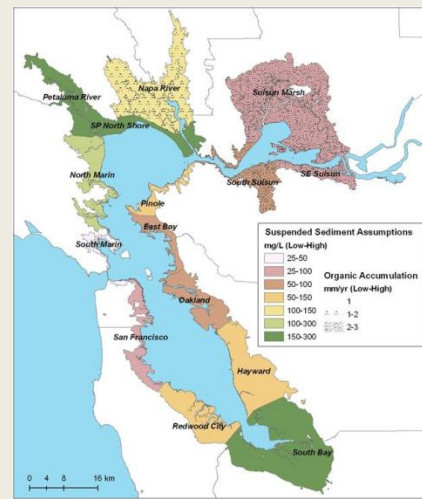 Napa River
Petaluma River
Suisun Marsh
SP North Shore
North Marin
South Suisun
SE Suisun
Pinole
East Bay
South Marin
Suspended Sediment Assumptions
mg/L (Low-High)
25-50
25-100
50-100
50-150
100-150
100-300
150-300
Organic Accumulation
mm/yr (Low-High)
1
1-2
2-3
Oakland
San Francisco
Hayward
Redwood City
South Bay
0 4 8 16 km